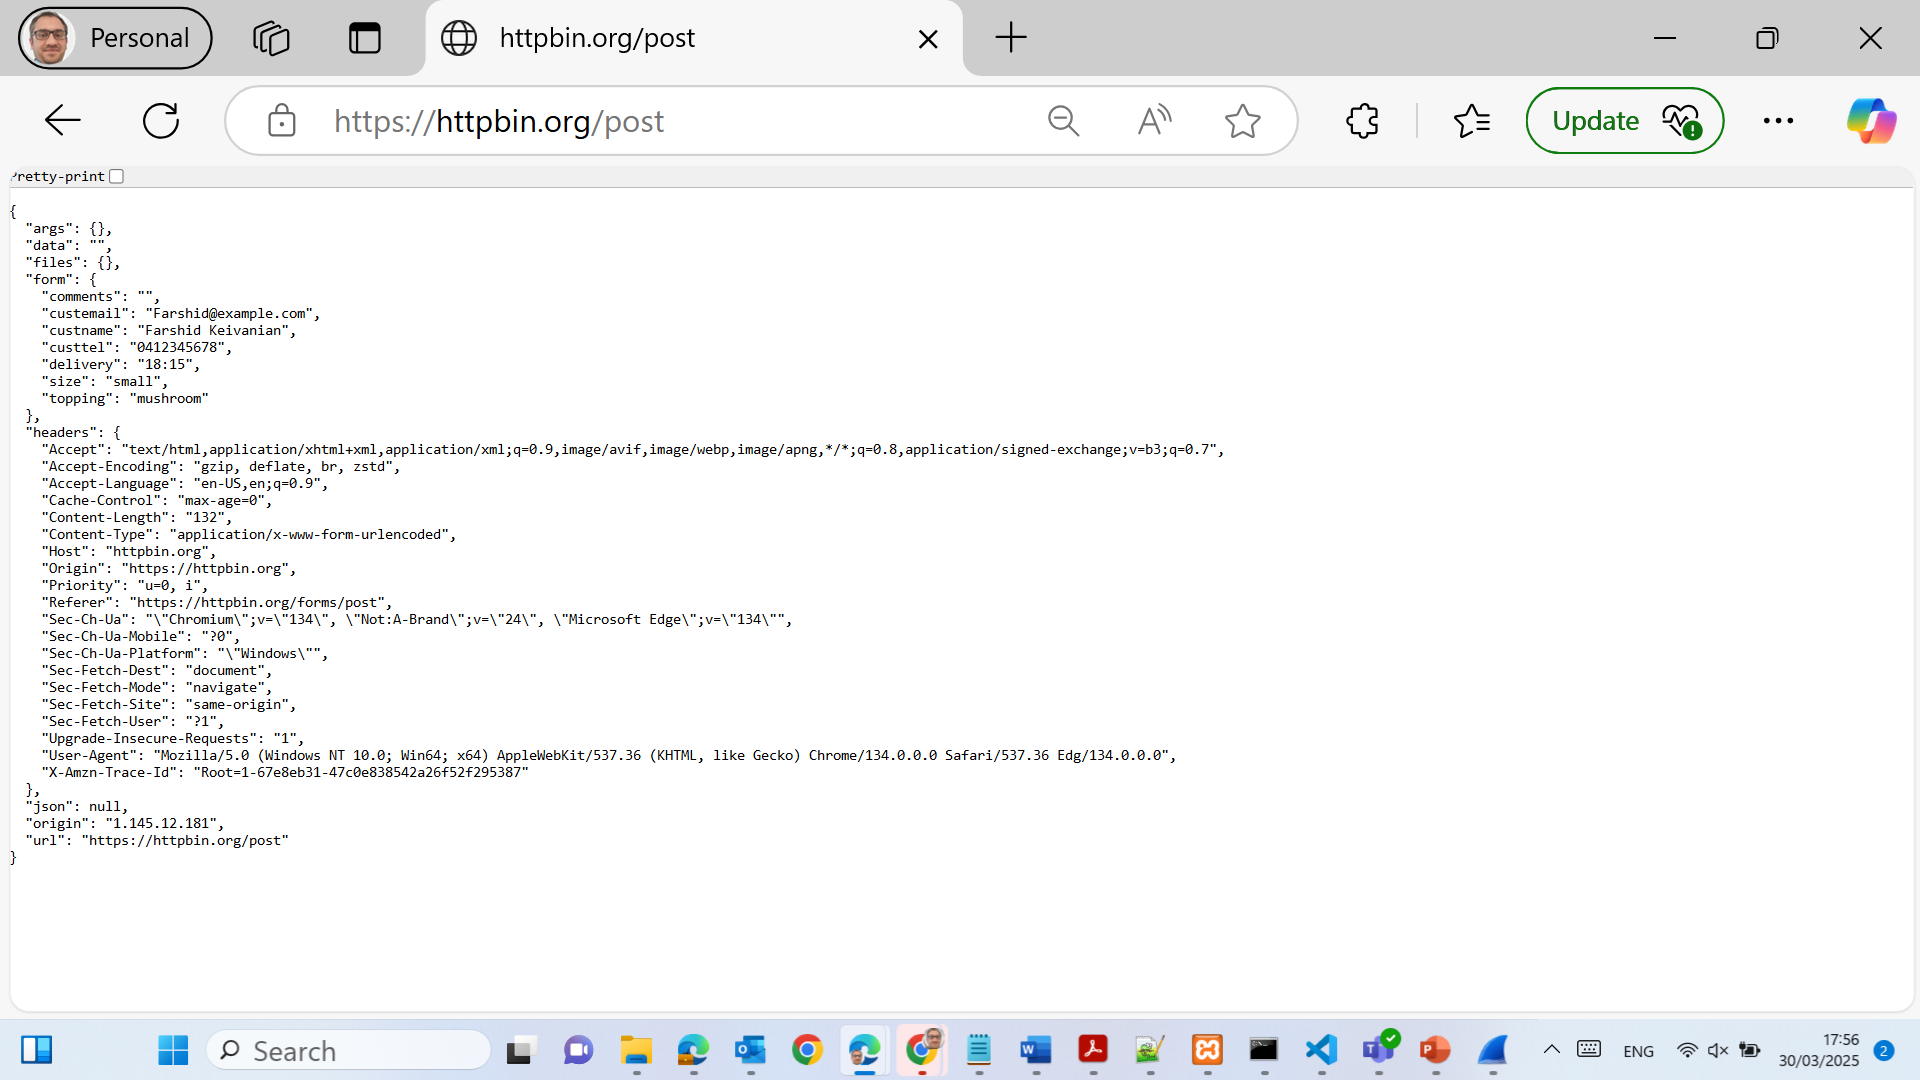 Personal
httpbin.org/post
https://httpbin.org/post
Update
Pretty-print
{
  "args": {},
  "data": "",
  "files": {},
  "form": {
    "comments": "",
    "custemail": "Farshid@example.com",
    "custname": "Farshid Keivanian",
    "custtel": "0412345678",
    "delivery": "18:15",
    "size": "small",
    "topping": "mushroom"
  },
  "headers": {
    "Accept": "text/html,application/xhtml+xml,application/xml;q=0.9,image/avif,image/webp,image/apng,*/*;q=0.8,application/signed-exchange;v=b3;q=0.7",
    "Accept-Encoding": "gzip, deflate, br, zstd",
    "Accept-Language": "en-US,en;q=0.9",
    "Cache-Control": "max-age=0",
    "Content-Length": "132",
    "Content-Type": "application/x-www-form-urlencoded",
    "Host": "httpbin.org",
    "Origin": "https://httpbin.org",
    "Priority": "u=0, i",
    "Referer": "https://httpbin.org/forms/post",
    "Sec-Ch-Ua": "\"Chromium\";v=\"134\", \"Not:A-Brand\";v=\"24\", \"Microsoft Edge\";v=\"134\"",
    "Sec-Ch-Ua-Mobile": "?0",
    "Sec-Ch-Ua-Platform": "\"Windows\"",
    "Sec-Fetch-Dest": "document",
    "Sec-Fetch-Mode": "navigate",
    "Sec-Fetch-Site": "same-origin",
    "Sec-Fetch-User": "?1",
    "Upgrade-Insecure-Requests": "1",
    "User-Agent": "Mozilla/5.0 (Windows NT 10.0; Win64; x64) AppleWebKit/537.36 (KHTML, like Gecko) Chrome/134.0.0.0 Safari/537.36 Edg/134.0.0.0",
    "X-Amzn-Trace-Id": "Root=1-67e8eb31-47c0e838542a26f52f295387"
  },
  "json": null,
  "origin": "1.145.12.181",
  "url": "https://httpbin.org/post"
}
Search
ENG
17:56
30/03/2025
2